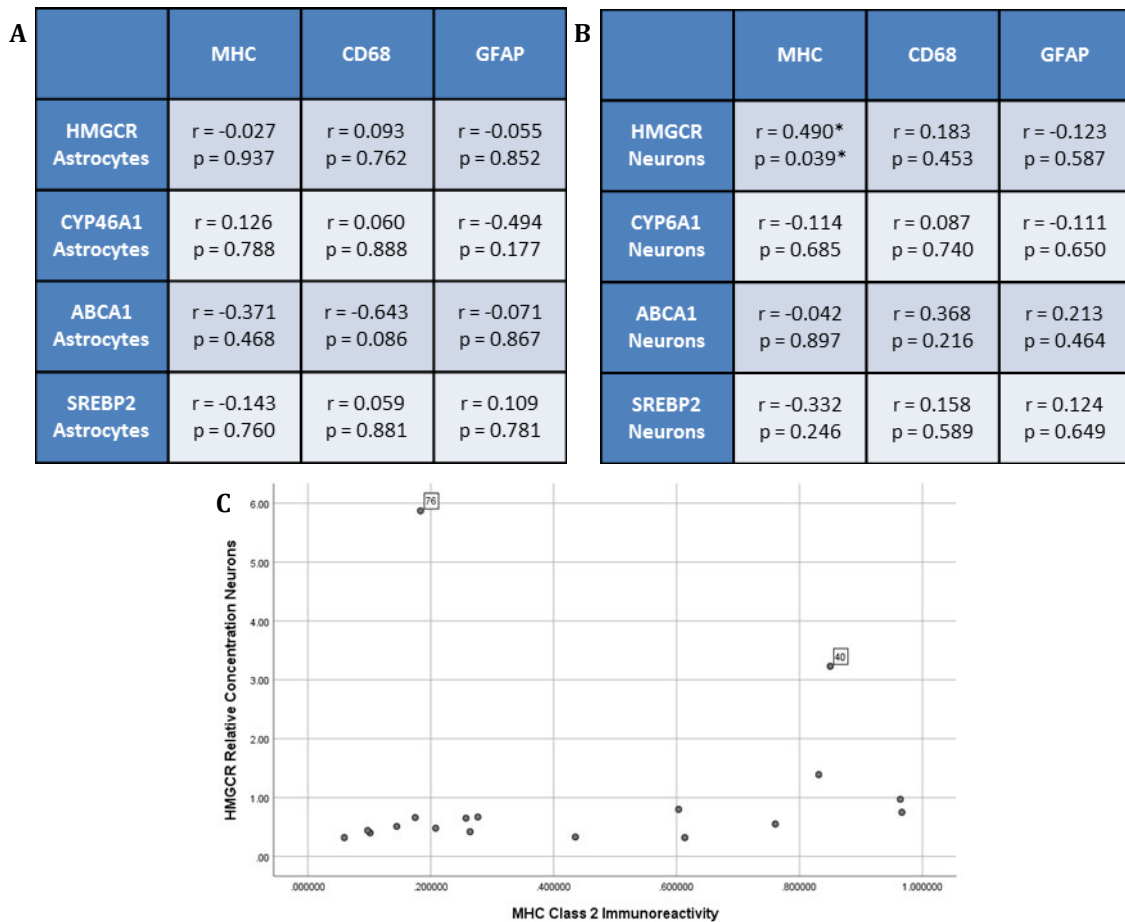 A
MHC CD68 GFAP
HMGCR Astrocytes
r = -0.027 r = 0.093 r = -0.055
p = 0.937 p = 0.762 p = 0.852
CYP46A1 Astrocytes
r = 0.126 r = 0.060 r = -0.494
p = 0.788 p = 0.888 p = 0.177
ABCA1 Astrocytes
r = -0.371 r = -0.643 r = -0.071
p = 0.468 p = 0.086 p = 0.867
SREBP2 Astrocytes
r = -0.143 r = 0.059 r = 0.109
p = 0.760 p = 0.881 p = 0.781
B
MHC CD68 GFAP
HMGCR Neurons
r = 0.490* r = 0.183 r = -0.123
p = 0.039* p = 0.453 p = 0.587
CYP6A1 Neurons
r = -0.114 r = 0.087 r = -0.111
p = 0.685 p = 0.740 p = 0.650
ABCA1 Neurons
r = -0.042 r = 0.368 r = 0.213
p = 0.897 p = 0.216 p = 0.464
SREBP2 Neurons
r = -0.332 r = 0.158 r = 0.124
p = 0.246 p = 0.589 p = 0.649
C
HMGCR Relative Concentration Neurons
6.00
5.00
4.00
3.00
2.00
1.00
.00
76
40
.000000 .200000 .400000 .600000 .800000 1.000000
MHC Class 2 Immunoreactivity